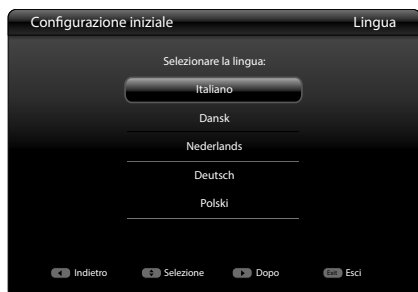 Configurazione iniziale Lingua
Selezionare la lingua:
Italiano
Dansk
Nederlands
Deutsch
Polski
Indietro Selezione Dopo Exit Esci